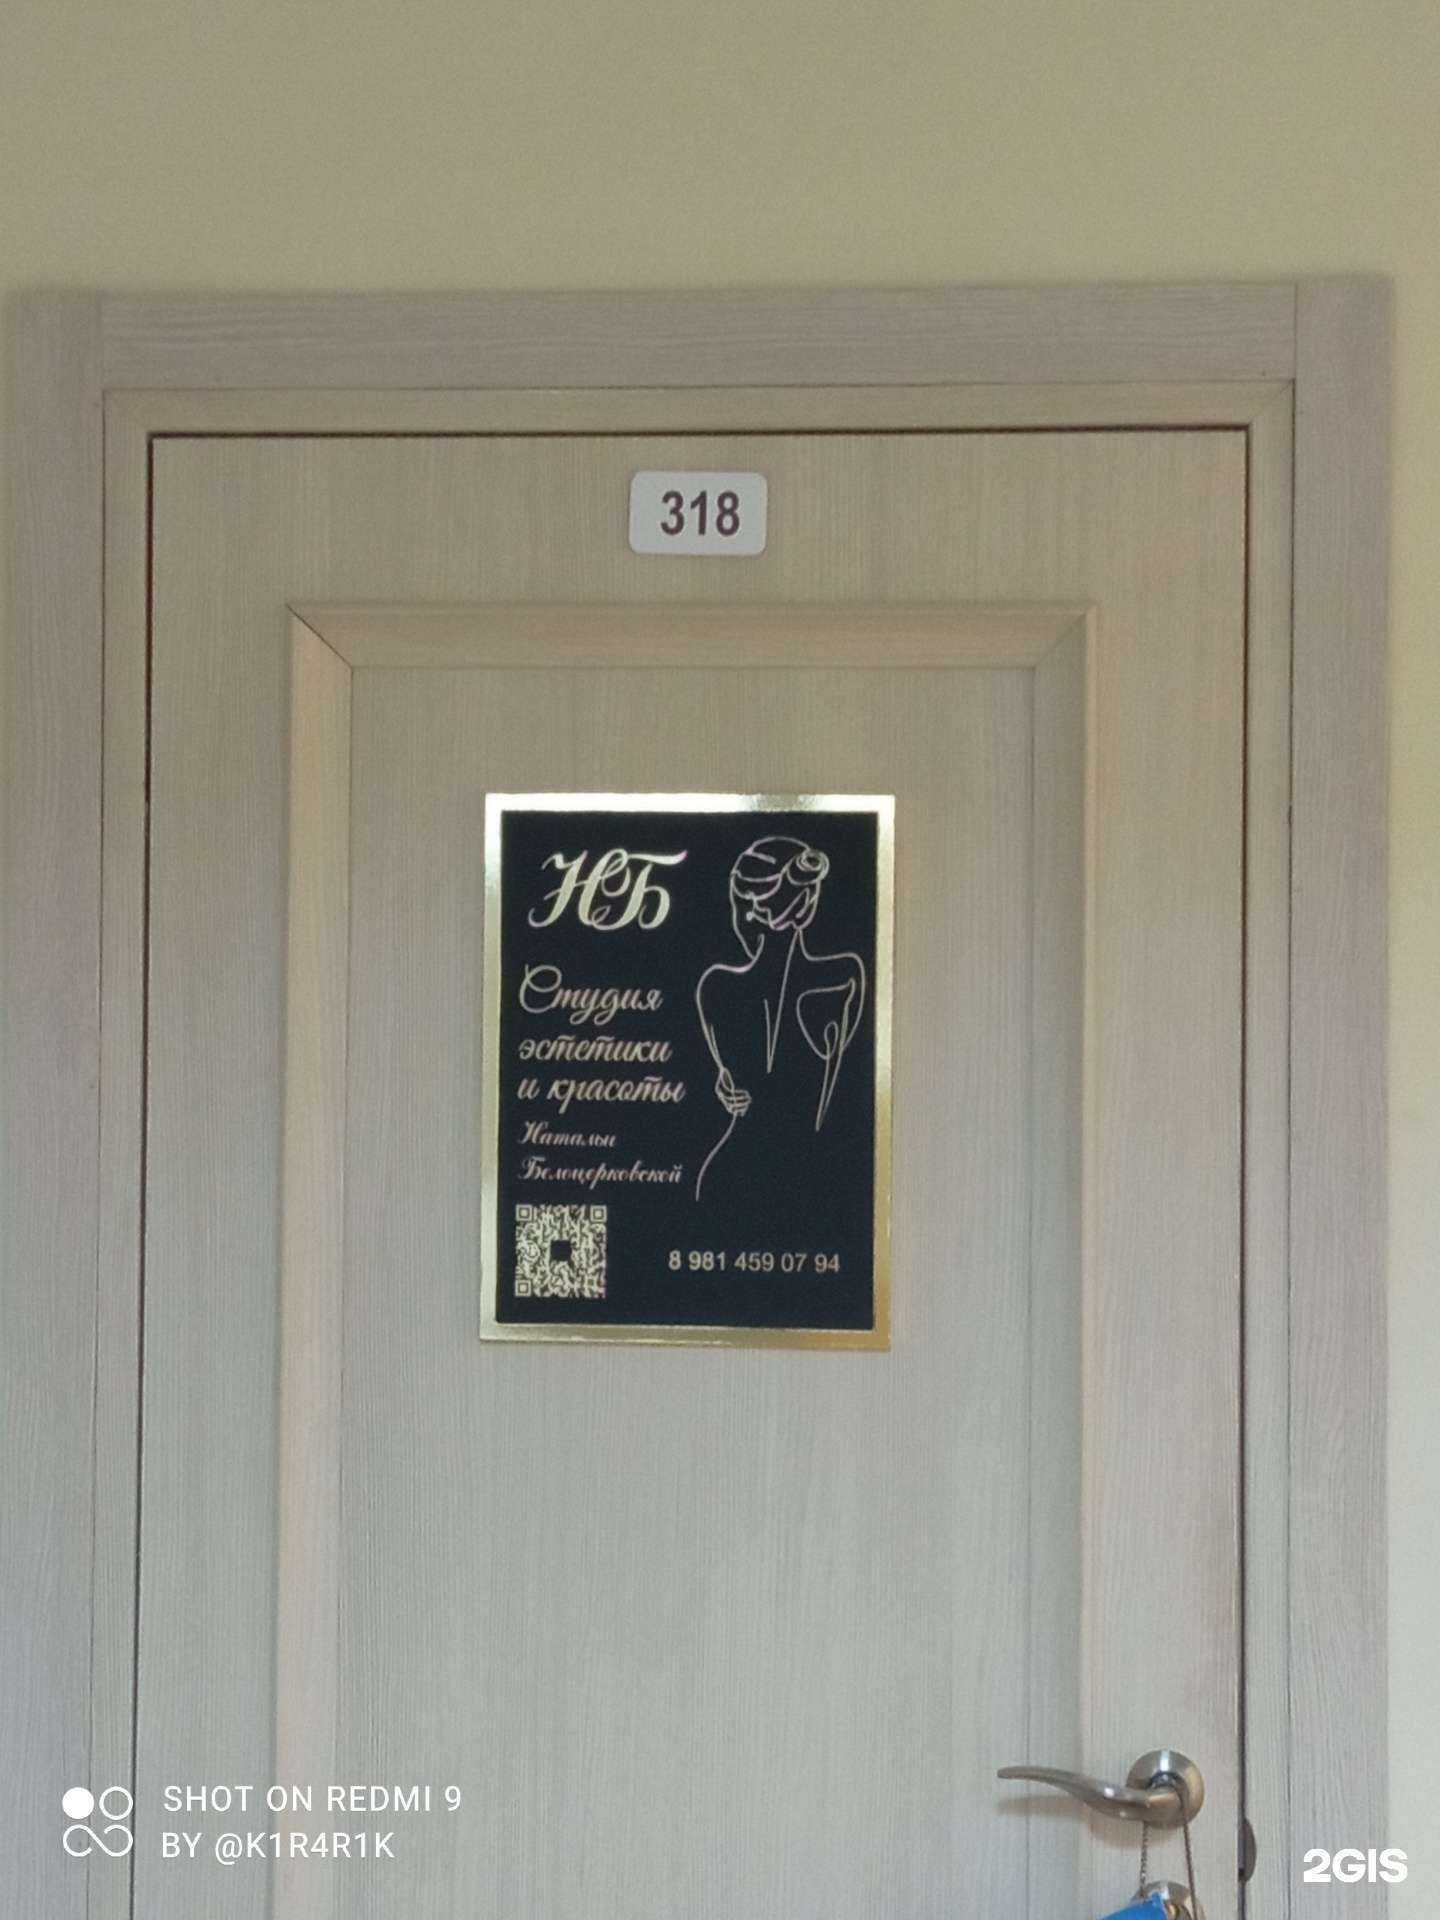 318
НБ
Студия
эстетики
и красоты
Натальи
Белоцерковской
8 981 459 07 94
SHOT ON REDMI 9
BY @K1R4R1K
2GIS